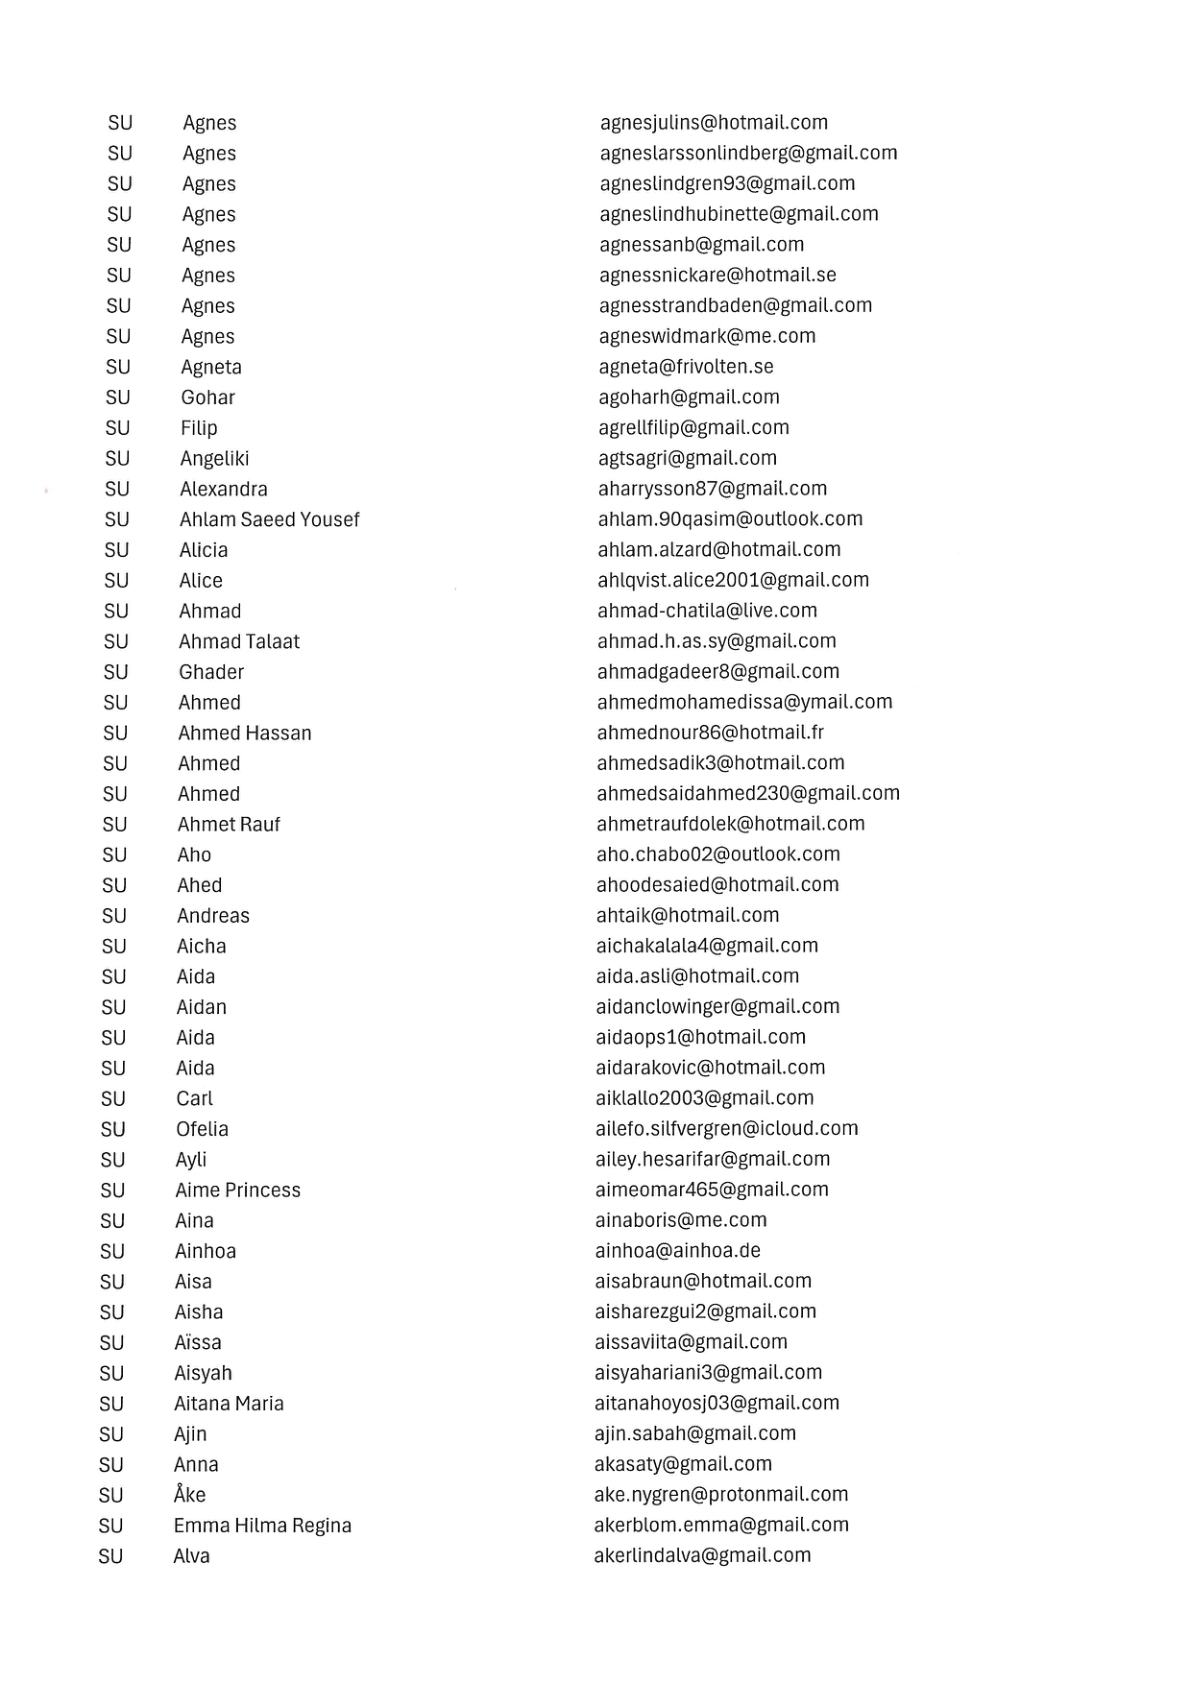 SU Agnes agnesjulins@hotmail.com
SU Agnes agneslarssonlindberg@gmail.com
SU Agnes agneslindgren93@gmail.com
SU Agnes agneslindhubinette@gmail.com
SU Agnes agnessanb@gmail.com
SU Agnes agnessnickare@hotmail.se
SU Agnes agnesstrandbaden@gmail.com
SU Agnes agneswidmark@me.com
SU Agneta agneta@frivolten.se
SU Gohar agoharh@gmail.com
SU Filip agrellfilip@gmail.com
SU Angeliki agtsagri@gmail.com
SU Alexandra aharrysson87@gmail.com
SU Ahlam Saeed Yousef ahlam.90qasim@outlook.com
SU Alicia ahlam.alzard@hotmail.com
SU Alice ahlqvist.alice2001@gmail.com
SU Ahmad ahmad-chatila@live.com
SU Ahmad Talaat ahmad.h.as.sy@gmail.com
SU Ghader ahmadgadeer8@gmail.com
SU Ahmed ahmedmohamedissa@ymail.com
SU Ahmed Hassan ahmednour86@hotmail.fr
SU Ahmed ahmedsadik3@hotmail.com
SU Ahmed ahmedsaidahmed230@gmail.com
SU Ahmet Rauf ahmetraufdolek@hotmail.com
SU Aho aho.chabo02@outlook.com
SU Ahed ahoodesaied@hotmail.com
SU Andreas ahtaik@hotmail.com
SU Aicha aichakalala4@gmail.com
SU Aida aida.asli@hotmail.com
SU Aidan aidanclowinger@gmail.com
SU Aida aidaops1@hotmail.com
SU Aida aidarakovic@hotmail.com
SU Carl aiklallo2003@gmail.com
SU Ofelia ailefo.silfvergren@icloud.com
SU Ayli ailey.hesarifar@gmail.com
SU Aime Princess aimeomar465@gmail.com
SU Aina ainaboris@me.com
SU Ainhoa ainhoa@ainhoa.de
SU Aisa aisabraun@hotmail.com
SU Aisha aisharezgui2@gmail.com
SU Aïssa aissaviita@gmail.com
SU Aisyah aisyahariani3@gmail.com
SU Aitana Maria aitanahoyosj03@gmail.com
SU Ajin ajin.sabah@gmail.com
SU Anna akasaty@gmail.com
SU Åke ake.nygren@protonmail.com
SU Emma Hilma Regina akerblom.emma@gmail.com
SU Alva akerlindalva@gmail.com